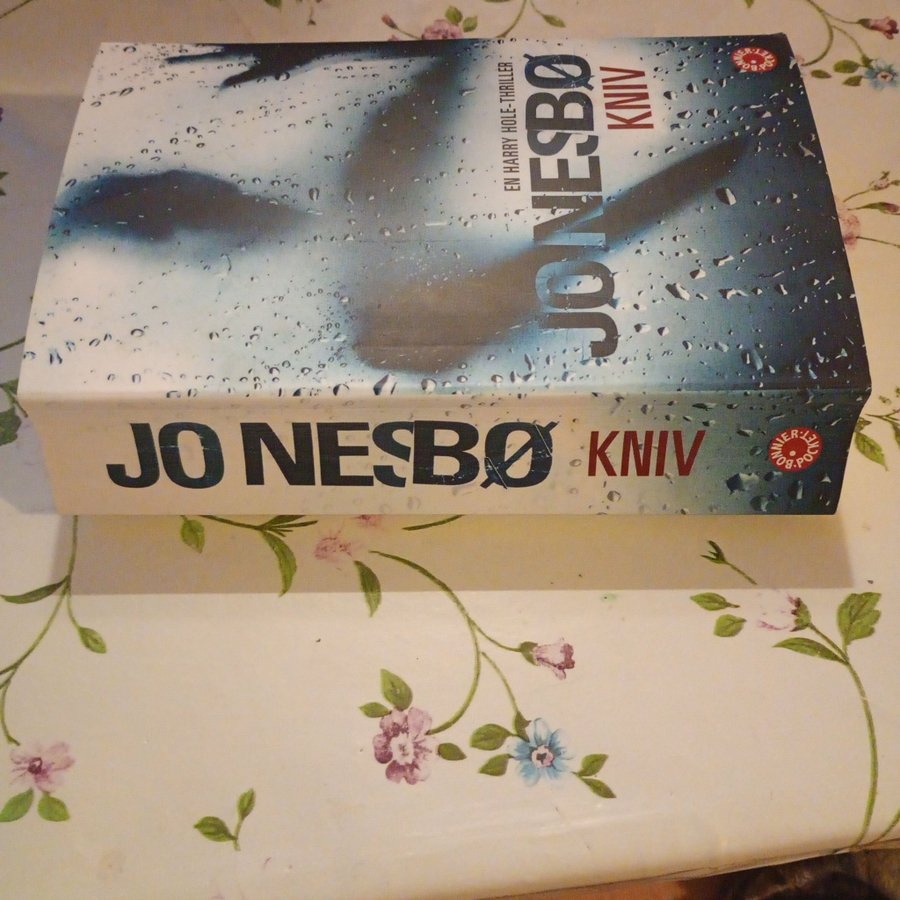 EN HARRY HOLE-THRILLER
JO NESBØ
KNIV
BONNIER·POCKET·
JO NESBØ
KNIV
BONNIER·POCKET·